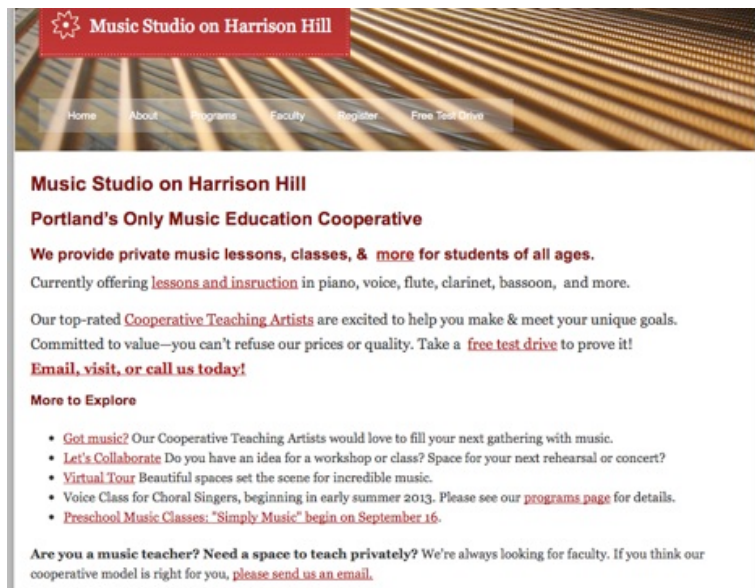 Music Studio on Harrison Hill
Home About Programs Faculty Register Free Test Drive
Music Studio on Harrison Hill
Portland's Only Music Education Cooperative
We provide private music lessons, classes, & more for students of all ages.
Currently offering lessons and insruction in piano, voice, flute, clarinet, bassoon, and more.
Our top-rated Cooperative Teaching Artists are excited to help you make & meet your unique goals.
Committed to value—you can't refuse our prices or quality. Take a free test drive to prove it!
Email, visit, or call us today!
More to Explore
• Got music? Our Cooperative Teaching Artists would love to fill your next gathering with music.
• Let's Collaborate Do you have an idea for a workshop or class? Space for your next rehearsal or concert?
• Virtual Tour Beautiful spaces set the scene for incredible music.
• Voice Class for Choral Singers, beginning in early summer 2013. Please see our programs page for details.
• Preschool Music Classes: "Simply Music" begin on September 16.
Are you a music teacher? Need a space to teach privately? We're always looking for faculty. If you think our
cooperative model is right for you, please send us an email.